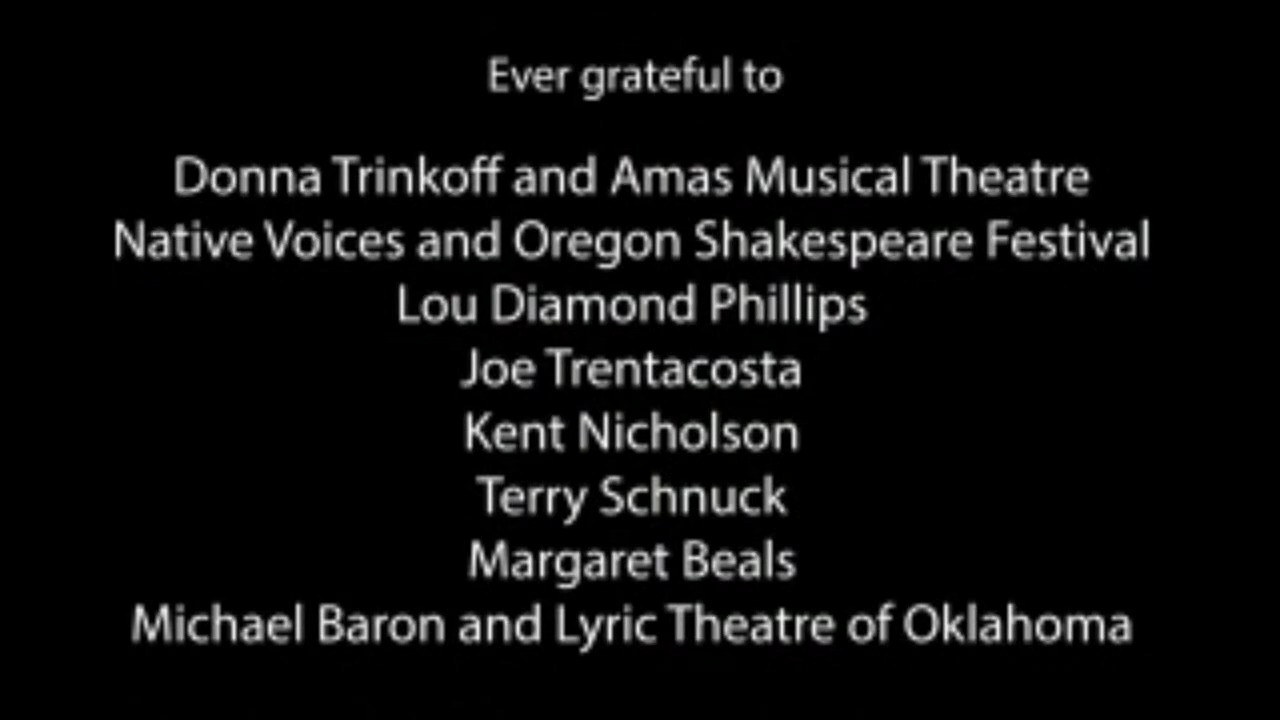 Ever grateful to
Donna Trinkoff and Amas Musical Theatre
Native Voices and Oregon Shakespeare Festival
Lou Diamond Phillips
Joe Trentacosta
Kent Nicholson
Terry Schnuck
Margaret Beals
Michael Baron and Lyric Theatre of Oklahoma